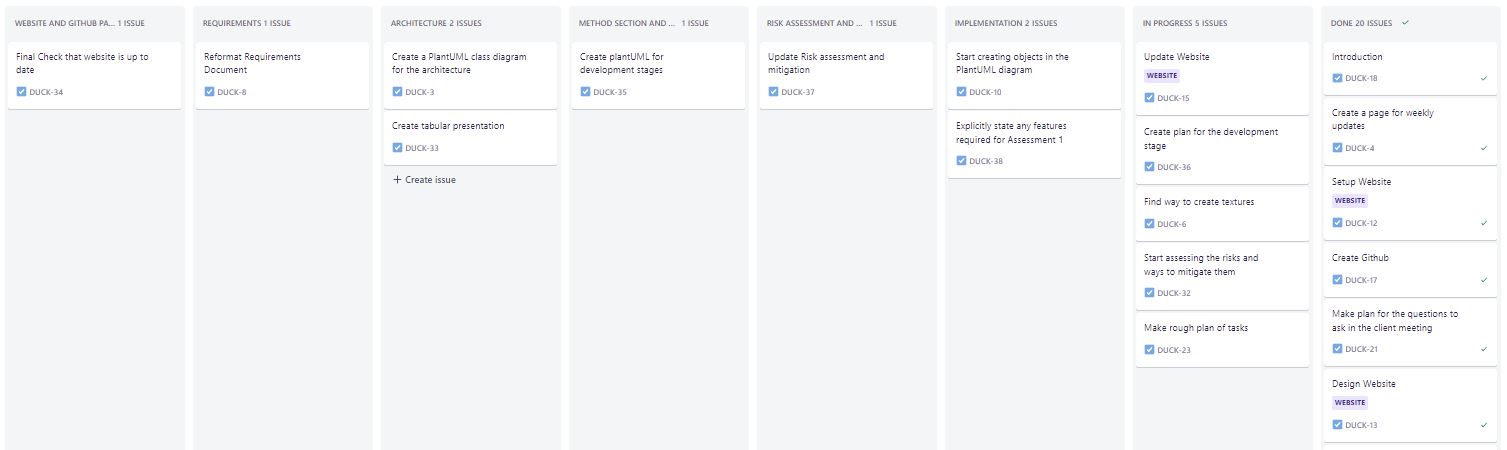 WEBSITE AND GITHUB PA... 1 ISSUE
Final Check that website is up to
date
DUCK-34
REQUIREMENTS 1 ISSUE
Reformat Requirements
Document
DUCK-8
ARCHITECTURE 2 ISSUES
Create a PlantUML class diagram
for the architecture
DUCK-3
Create tabular presentation
DUCK-33
+ Create issue
METHOD SECTION AND ... 1 ISSUE
Create plantUML for
development stages
DUCK-35
RISK ASSESSMENT AND ... 1 ISSUE
Update Risk assessment and
mitigation
DUCK-37
IMPLEMENTATION 2 ISSUES
Start creating objects in the
PlantUML diagram
DUCK-10
Explicitly state any features
required for Assessment 1
DUCK-38
IN PROGRESS 5 ISSUES
Update Website
WEBSITE
DUCK-15
Create plan for the development
stage
DUCK-36
Find way to create textures
DUCK-6
Start assessing the risks and
ways to mitigate them
DUCK-32
Make rough plan of tasks
DUCK-23
DONE 20 ISSUES
Introduction
DUCK-18
Create a page for weekly
updates
DUCK-4
Setup Website
WEBSITE
DUCK-12
Create Github
DUCK-17
Make plan for the questions to
ask in the client meeting
DUCK-21
Design Website
WEBSITE
DUCK-13